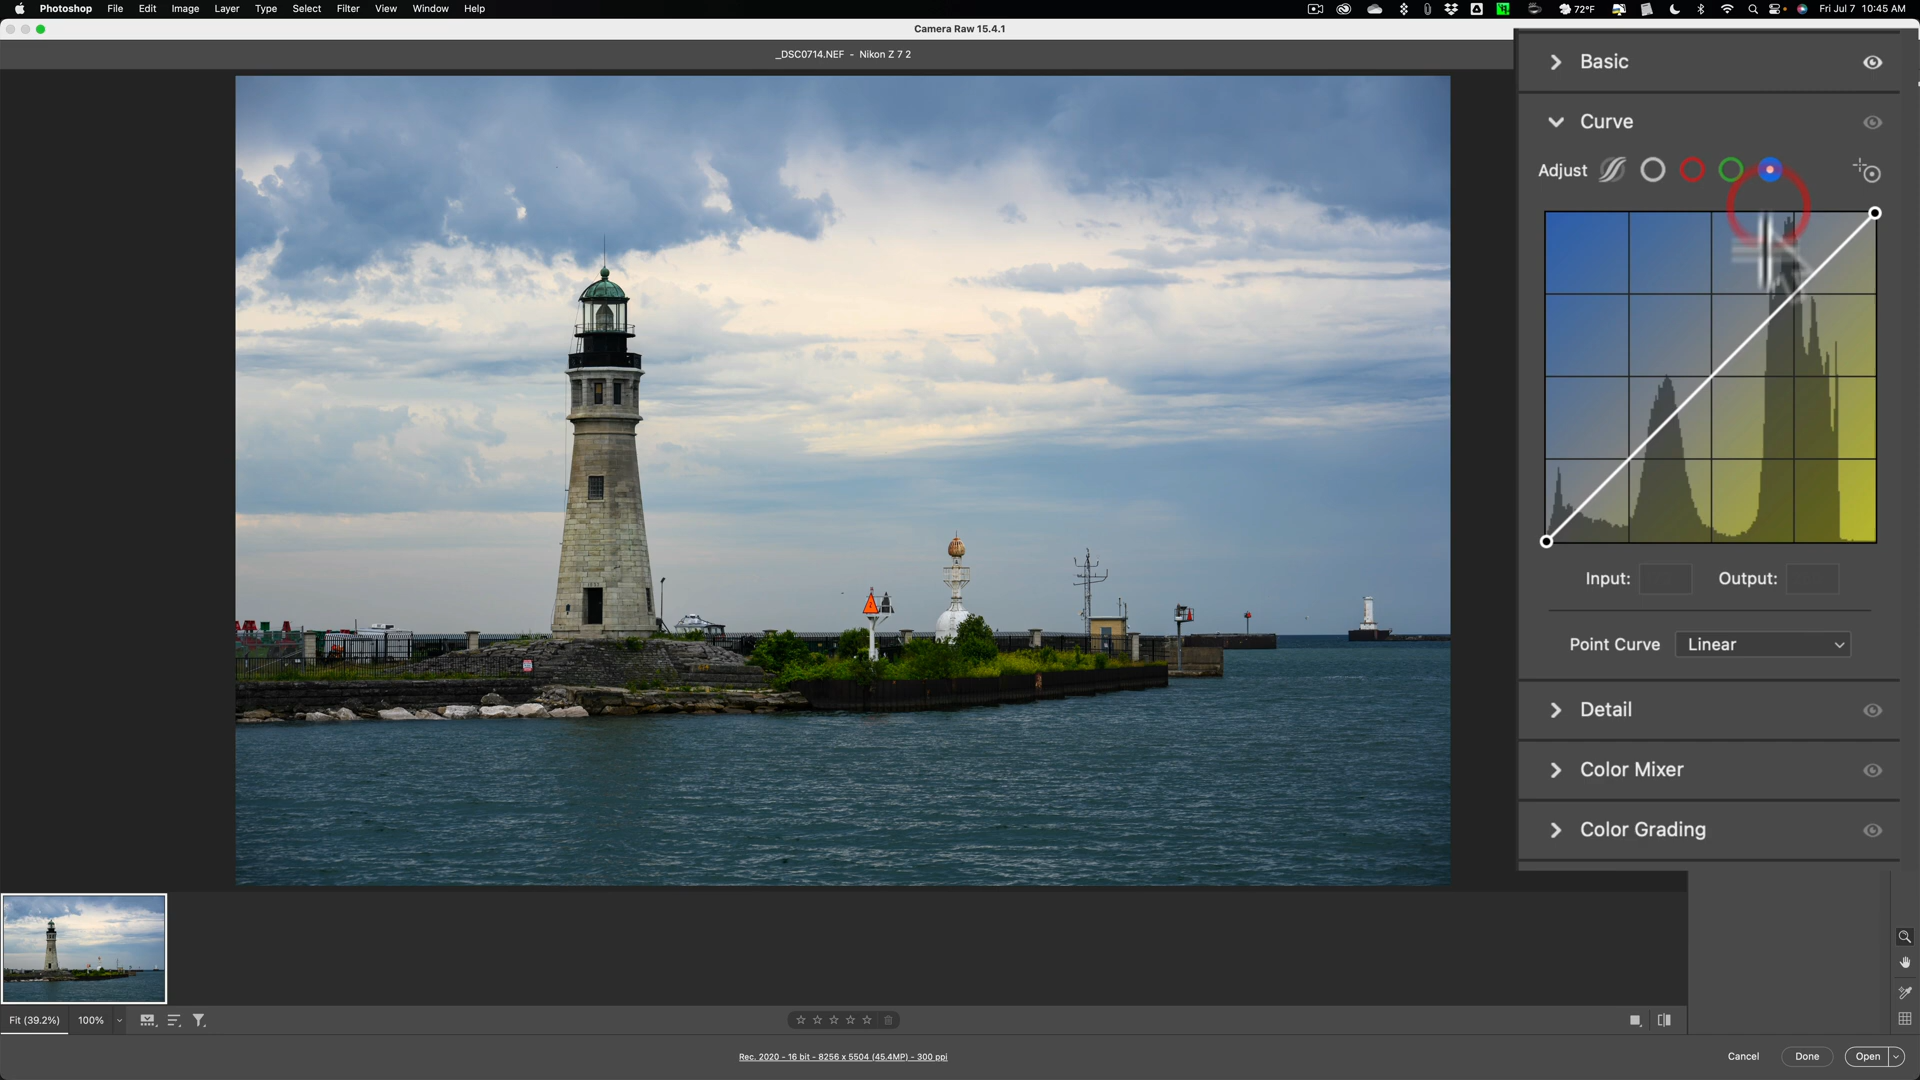 Photoshop File Edit Image Layer Type Select Filter View Window Help 72°F Fri Jul 7 10:45 AM
Camera Raw 15.4.1
_DSC0714.NEF - Nikon Z 7 2
Basic
Curve
Adjust
Input: Output:
Point Curve Linear
Detail
Color Mixer
Color Grading
Fit (39.2%) 100%
Rec. 2020 - 16 bit - 8256 x 5504 (45.4MP) - 300 ppi
Cancel Done Open